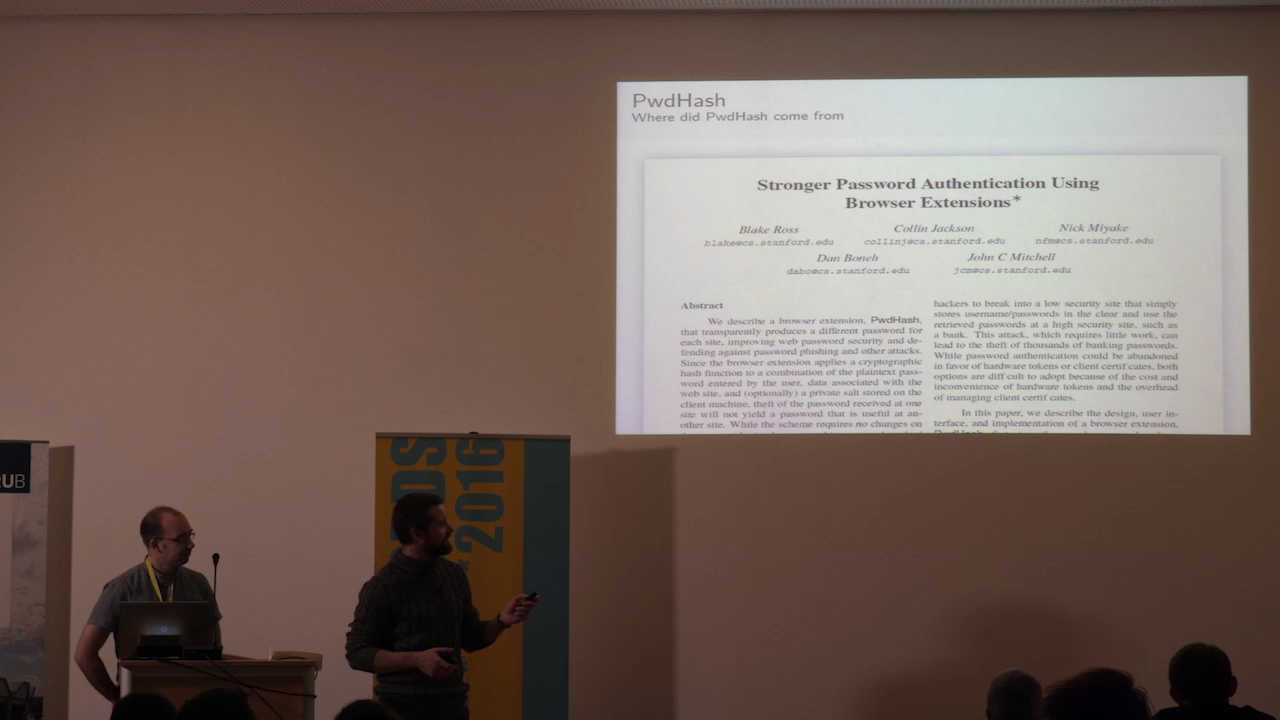 PwdHash
Where did PwdHash come from
Stronger Password Authentication Using
Browser Extensions*
Blake Ross
Collin Jackson
Nick Miyake
blake@cs.stanford.edu
collinj@cs.stanford.edu
nfm@cs.stanford.edu
Dan Boneh
John C Mitchell
dabo@cs.stanford.edu
jcm@cs.stanford.edu
Abstract
We describe a browser extension, PwdHash,
that transparently produces a different password for
each site, improving web password security and de-
fending against password phishing and other attacks.
Since the browser extension applies a cryptographic
hash function to a combination of the plaintext pass-
word entered by the user, data associated with the
web site, and (optionally) a private salt stored on the
client machine, theft of the password received at one
site will not yield a password that is useful at an-
other site. While the scheme requires no changes on
hackers to break into a low security site that simply
stores username/passwords in the clear and use the
retrieved passwords at a high security site, such as
a bank. This attack, which requires little work, can
lead to the theft of thousands of banking passwords.
While password authentication could be abandoned
in favor of hardware tokens or client certif cates, both
options are diff cult to adopt because of the cost and
inconvenience of hardware tokens and the overhead
of managing client certif cates.
In this paper, we describe the design, user in-
terface, and implementation of a browser extension,
RUB
DS
2016